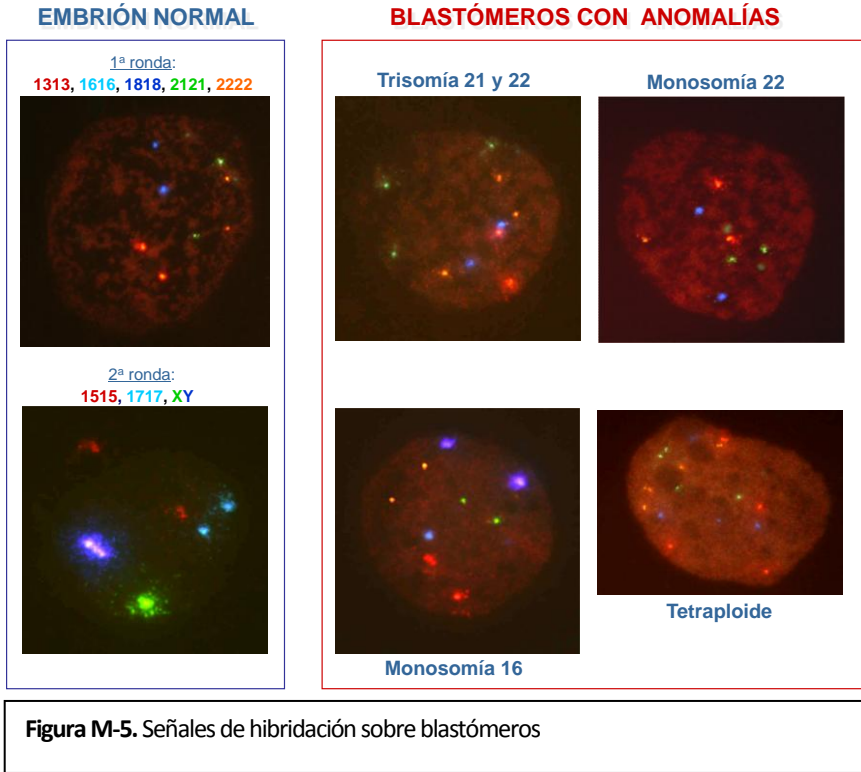 EMBRIÓN NORMAL
1ª ronda:
1313, 1616, 1818, 2121, 2222
2ª ronda:
1515, 1717, XY
BLASTÓMEROS CON ANOMALÍAS
Trisomía 21 y 22
Monosomía 22
Monosomía 16
Tetraploide
Figura M-5. Señales de hibridación sobre blastómeros